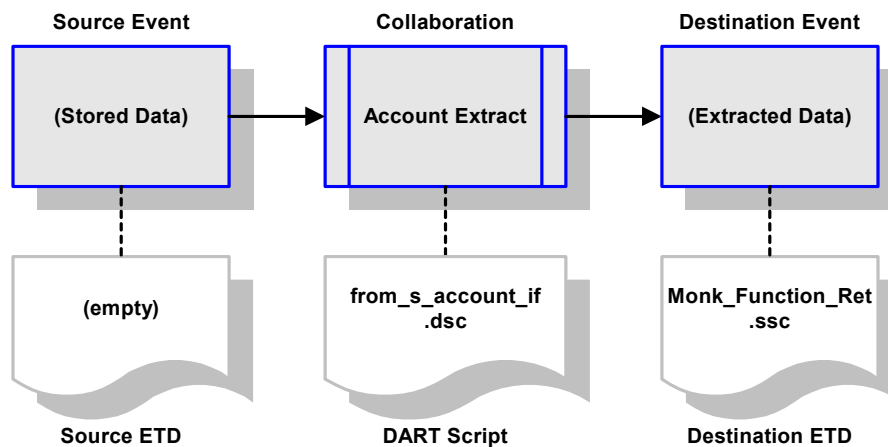 Source Event
Collaboration
Destination Event
(Stored Data)
Account Extract
(Extracted Data)
(empty)
from_s_account_if
.dsc
Monk_Function_Ret
.ssc
Source ETD
DART Script
Destination ETD